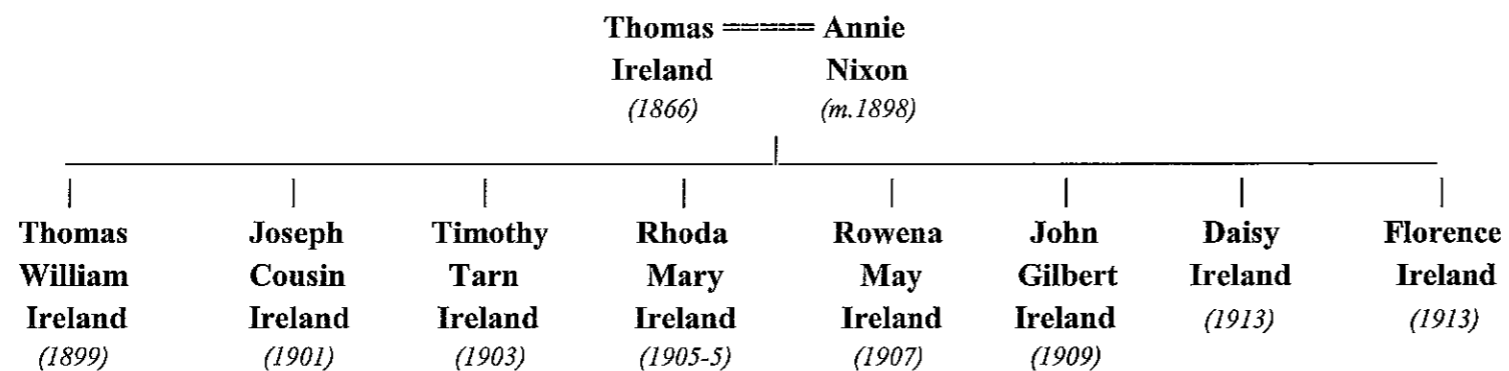 Thomas ===== Annie
Ireland Nixon
(1866) (m.1898)
Thomas Joseph Timothy Rhoda Rowena John Daisy Florence
William Cousin Tarn Mary May Gilbert Ireland Ireland
Ireland Ireland Ireland Ireland Ireland Ireland (1913) (1913)
(1899) (1901) (1903) (1905-5) (1907) (1909)